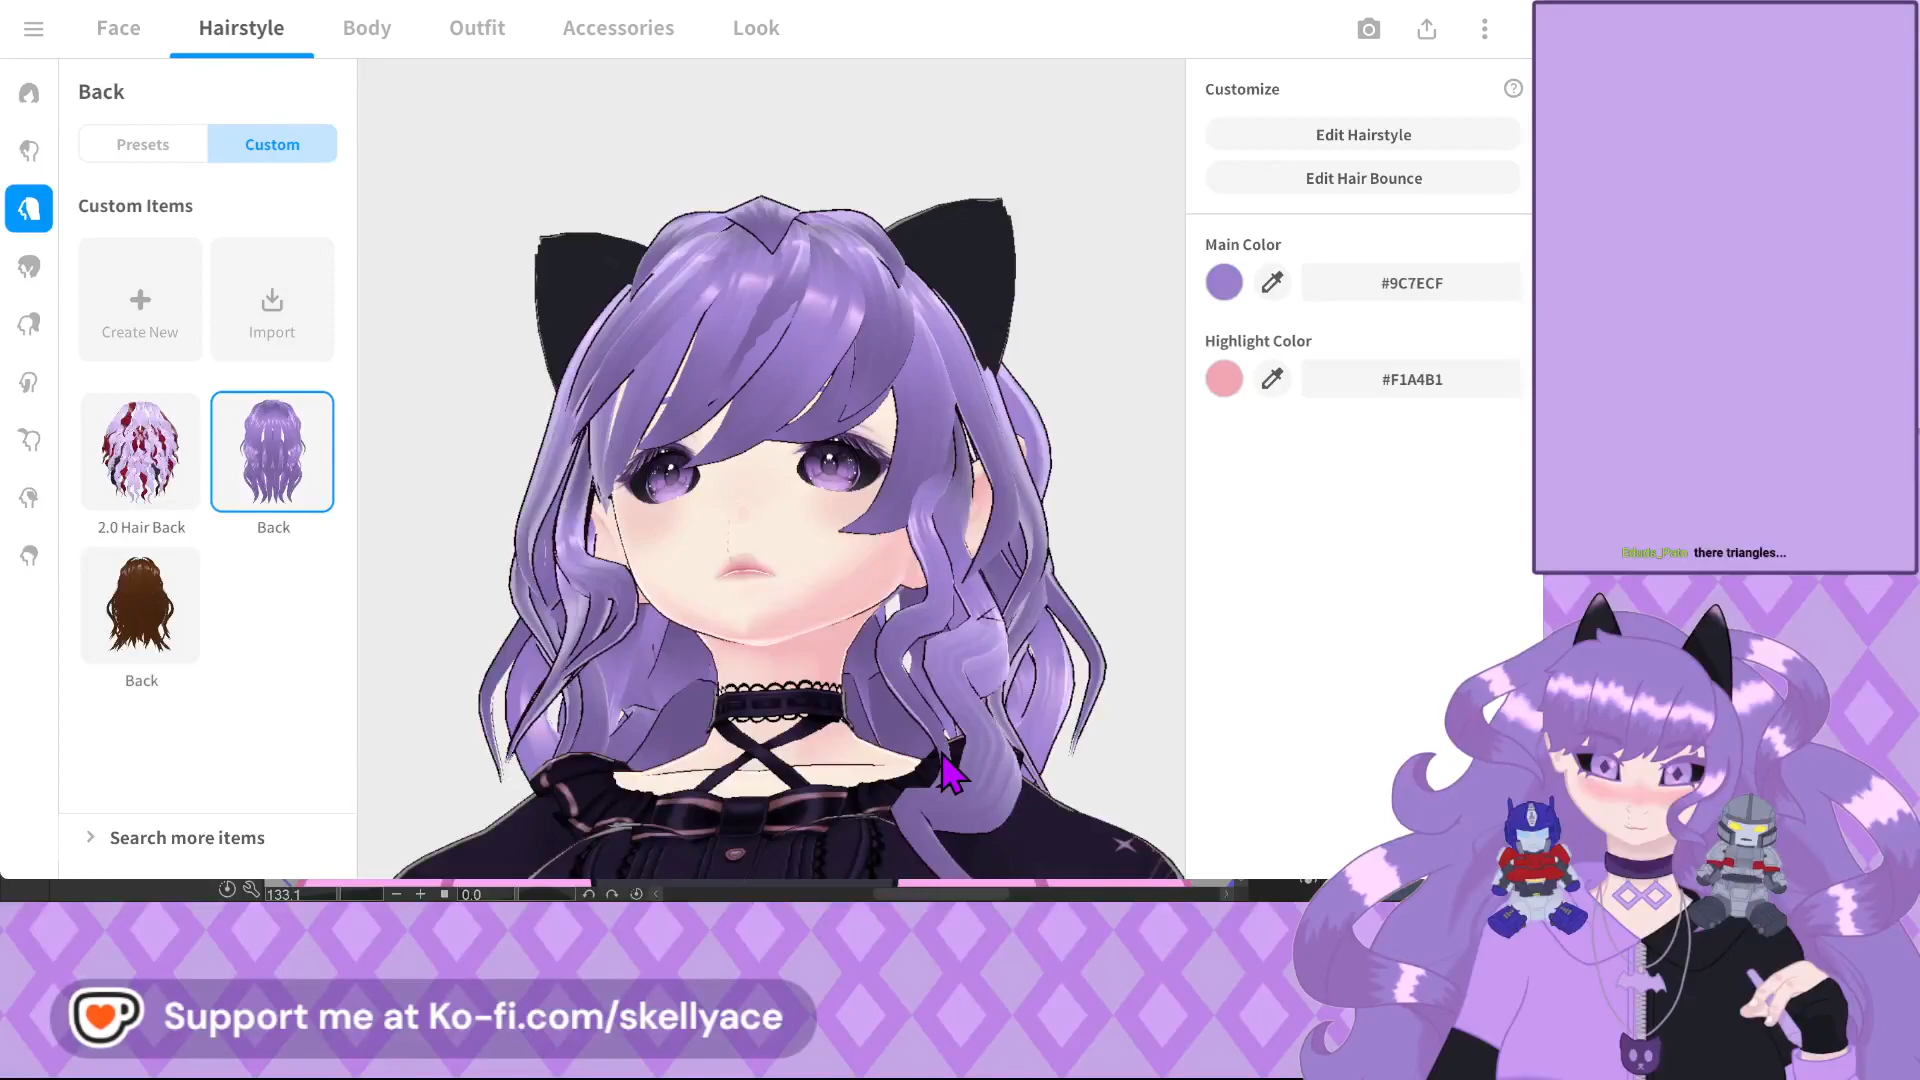 Face
Hairstyle
Body
Outfit
Accessories
Look
Back
Presets
Custom
Custom Items
Create New
Import
2.0 Hair Back
Back
Back
Search more items
Customize
Edit Hairstyle
Edit Hair Bounce
Main Color
#9C7ECF
Highlight Color
#F1A4B1
there triangles...
133.1
0.0
Support me at Ko-fi.com/skellyace